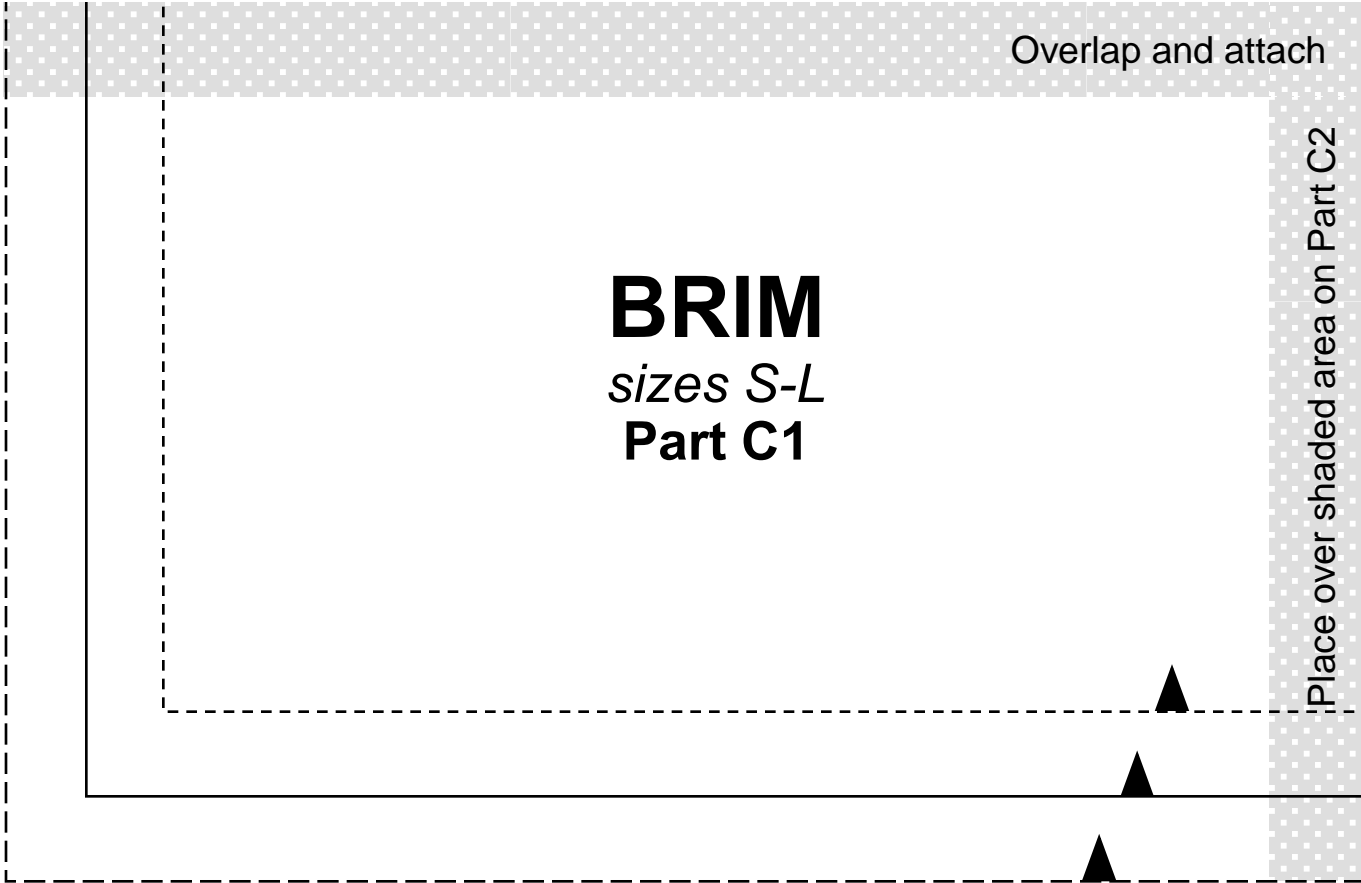 Overlap and attach
BRIM
sizes S-L
Part C1
Place over shaded area on Part C2